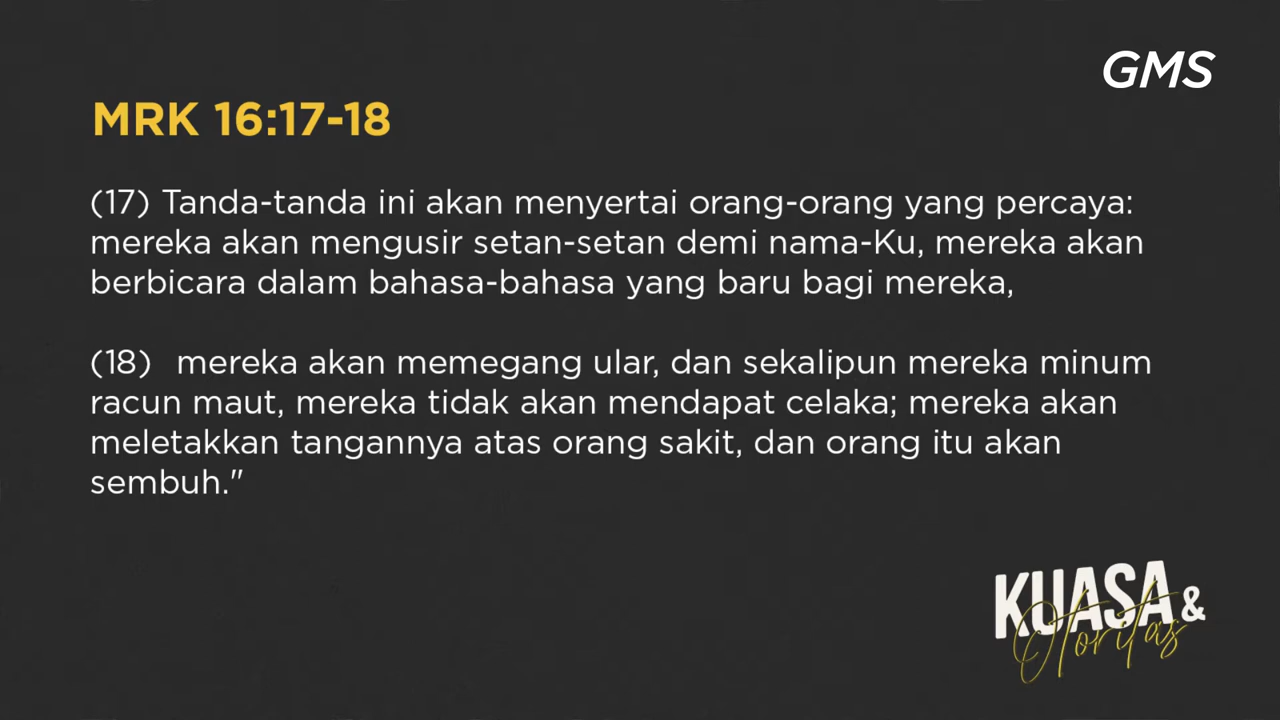 GMS
MRK 16:17-18
(17) Tanda-tanda ini akan menyertai orang-orang yang percaya:
mereka akan mengusir setan-setan demi nama-Ku, mereka akan
berbicara dalam bahasa-bahasa yang baru bagi mereka,
(18) mereka akan memegang ular, dan sekalipun mereka minum
racun maut, mereka tidak akan mendapat celaka; mereka akan
meletakkan tangannya atas orang sakit, dan orang itu akan
sembuh."
KUASA &
Otoritas